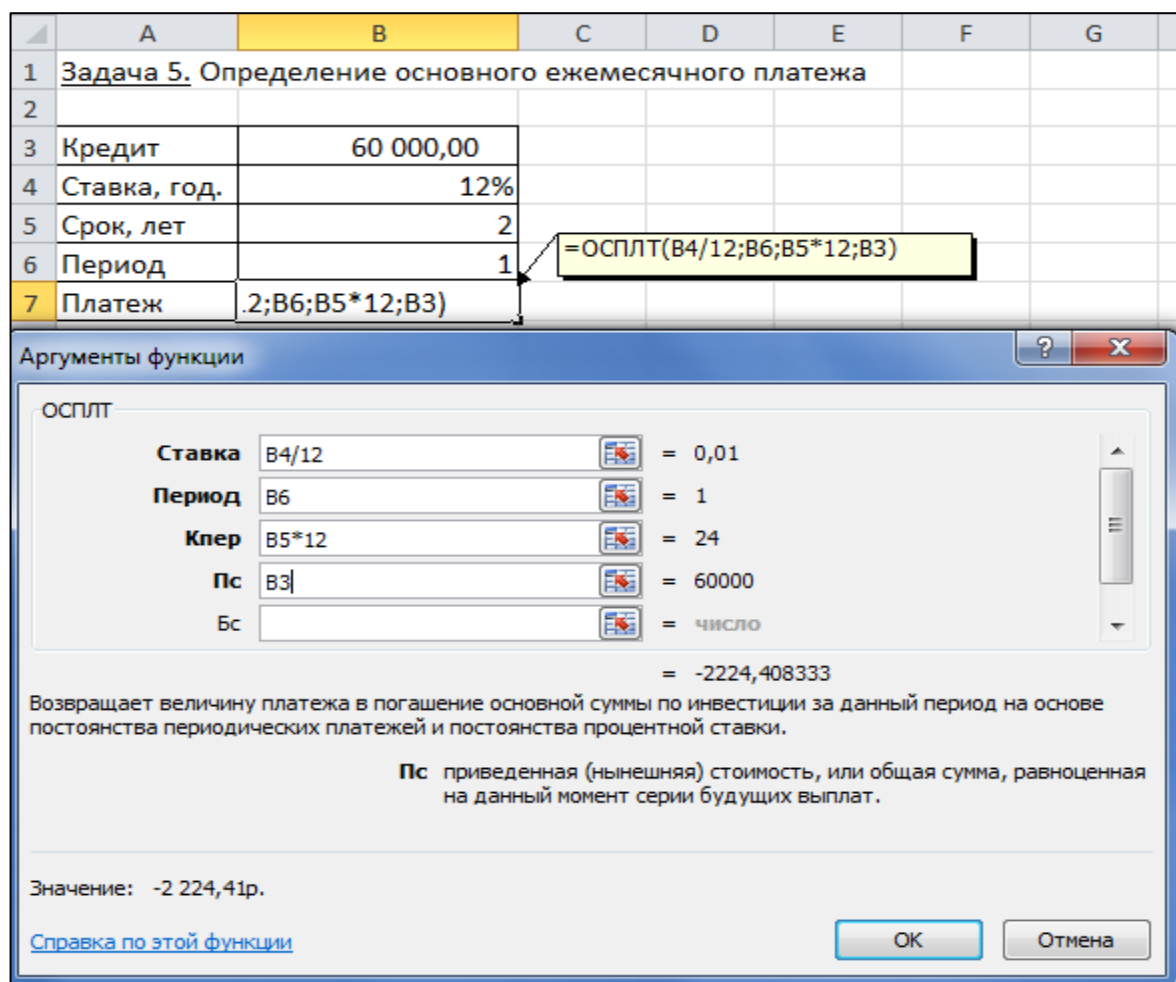 A B C D E F G
1 Задача 5. Определение основного ежемесячного платежа
2
3 Кредит 60 000,00
4 Ставка, год. 12%
5 Срок, лет 2
=ОСПЛТ(B4/12;B6;B5*12;B3)
6 Период 1
7 Платеж .2;B6;B5*12;B3)
Аргументы функции
ОСПЛТ
Ставка B4/12 = 0,01
Период B6 = 1
Кпер B5*12 = 24
Пс B3 = 60000
Бс = число
= -2224,408333
Возвращает величину платежа в погашение основной суммы по инвестиции за данный период на основе
постоянства периодических платежей и постоянства процентной ставки.
Пс приведенная (нынешняя) стоимость, или общая сумма, равноценная
на данный момент серии будущих выплат.
Значение: -2 224,41р.
Справка по этой функции
ОК Отмена